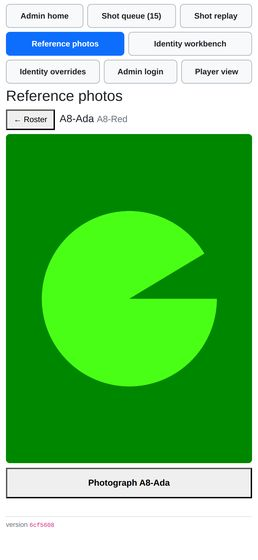 Admin home
Shot queue (15)
Shot replay
Reference photos
Identity workbench
Identity overrides
Admin login
Player view
Reference photos
← Roster
A8-Ada A8-Red
Photograph A8-Ada
version 6cf5608